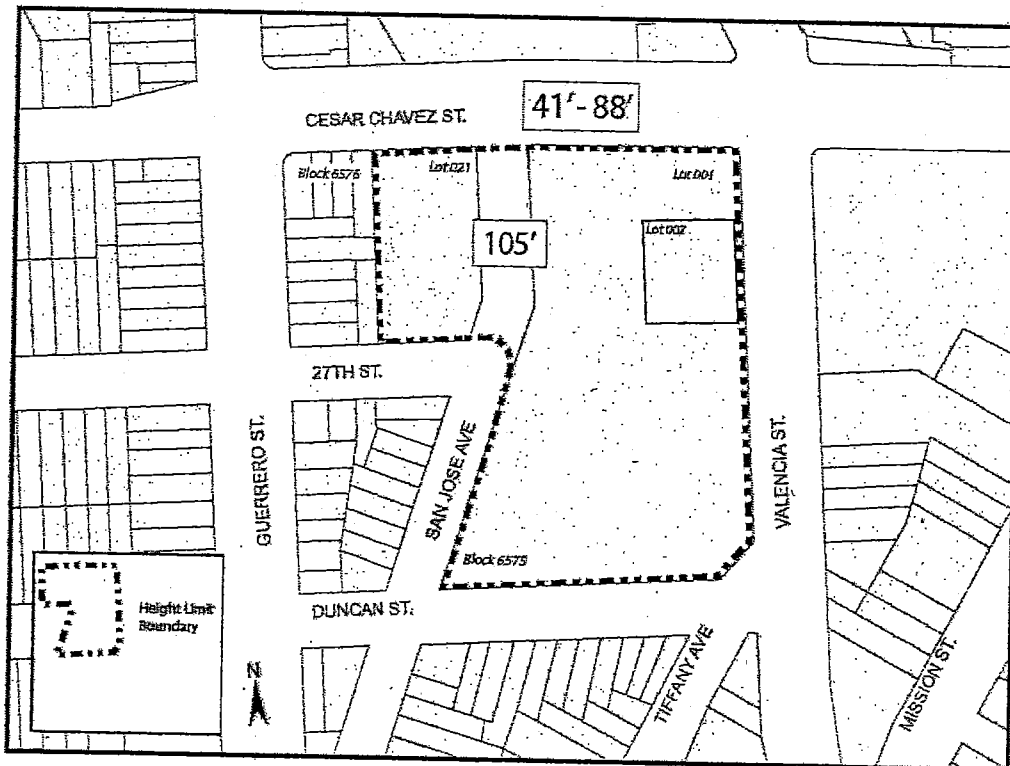 CESAR CHAVEZ ST.
41'-88'
Block 6576
Lot 021
Lot 001
Lot 002
105'
27TH ST.
GUERRERO ST.
SAN JOSE AVE
VALENCIA ST.
Block 6575
Height Limit
Boundary
DUNCAN ST.
N
TIFFANY AVE
MISSION ST.